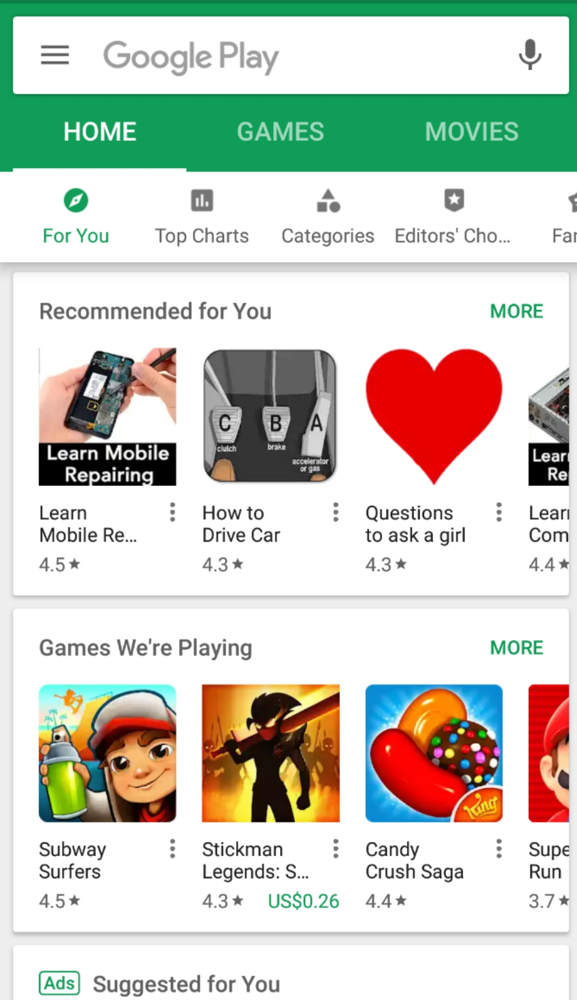 Google Play
HOME GAMES MOVIES
For You Top Charts Categories Editors' Cho... Far
Recommended for You MORE
Learn Mobile
Repairing
C B A
clutch brake accelerator
or gas
Lear
Re
Learn
Mobile Re...
4.5★
How to
Drive Car
4.3★
Questions
to ask a girl
4.3★
Lear
Com
4.4★
Games We're Playing MORE
King
Subway
Surfers
4.5★
Stickman
Legends: S...
4.3★ US$0.26
Candy
Crush Saga
4.4★
Supe
Run
3.7★
Ads Suggested for You